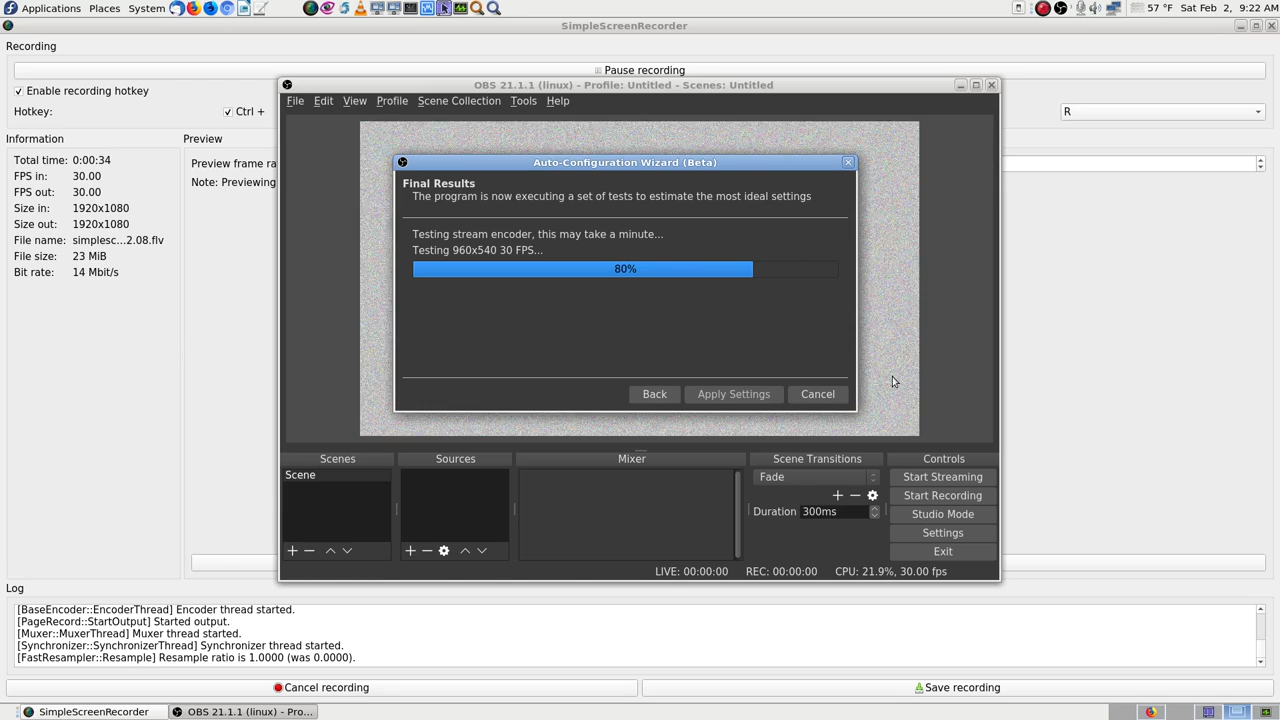 Applications Places System
57 °F Sat Feb 2, 9:22 AM
SimpleScreenRecorder
Recording
Pause recording
Enable recording hotkey
Hotkey:
Ctrl +
R
Information
Total time: 0:00:34
FPS in: 30.00
FPS out: 30.00
Size in: 1920x1080
Size out: 1920x1080
File name: simplesc...2.08.flv
File size: 23 MiB
Bit rate: 14 Mbit/s
Preview
Preview frame ra
Note: Previewing
OBS 21.1.1 (linux) - Profile: Untitled - Scenes: Untitled
File Edit View Profile Scene Collection Tools Help
Auto-Configuration Wizard (Beta)
Final Results
The program is now executing a set of tests to estimate the most ideal settings
Testing stream encoder, this may take a minute...
Testing 960x540 30 FPS...
80%
Back Apply Settings Cancel
Scenes Sources Mixer Scene Transitions Controls
Scene
Fade
Duration 300ms
Start Streaming
Start Recording
Studio Mode
Settings
Exit
LIVE: 00:00:00 REC: 00:00:00 CPU: 21.9%, 30.00 fps
Log
[BaseEncoder::EncoderThread] Encoder thread started.
[PageRecord::StartOutput] Started output.
[Muxer::MuxerThread] Muxer thread started.
[Synchronizer::SynchronizerThread] Synchronizer thread started.
[FastResampler::Resample] Resample ratio is 1.0000 (was 0.0000).
Cancel recording
Save recording
SimpleScreenRecorder
OBS 21.1.1 (linux) - Pro...